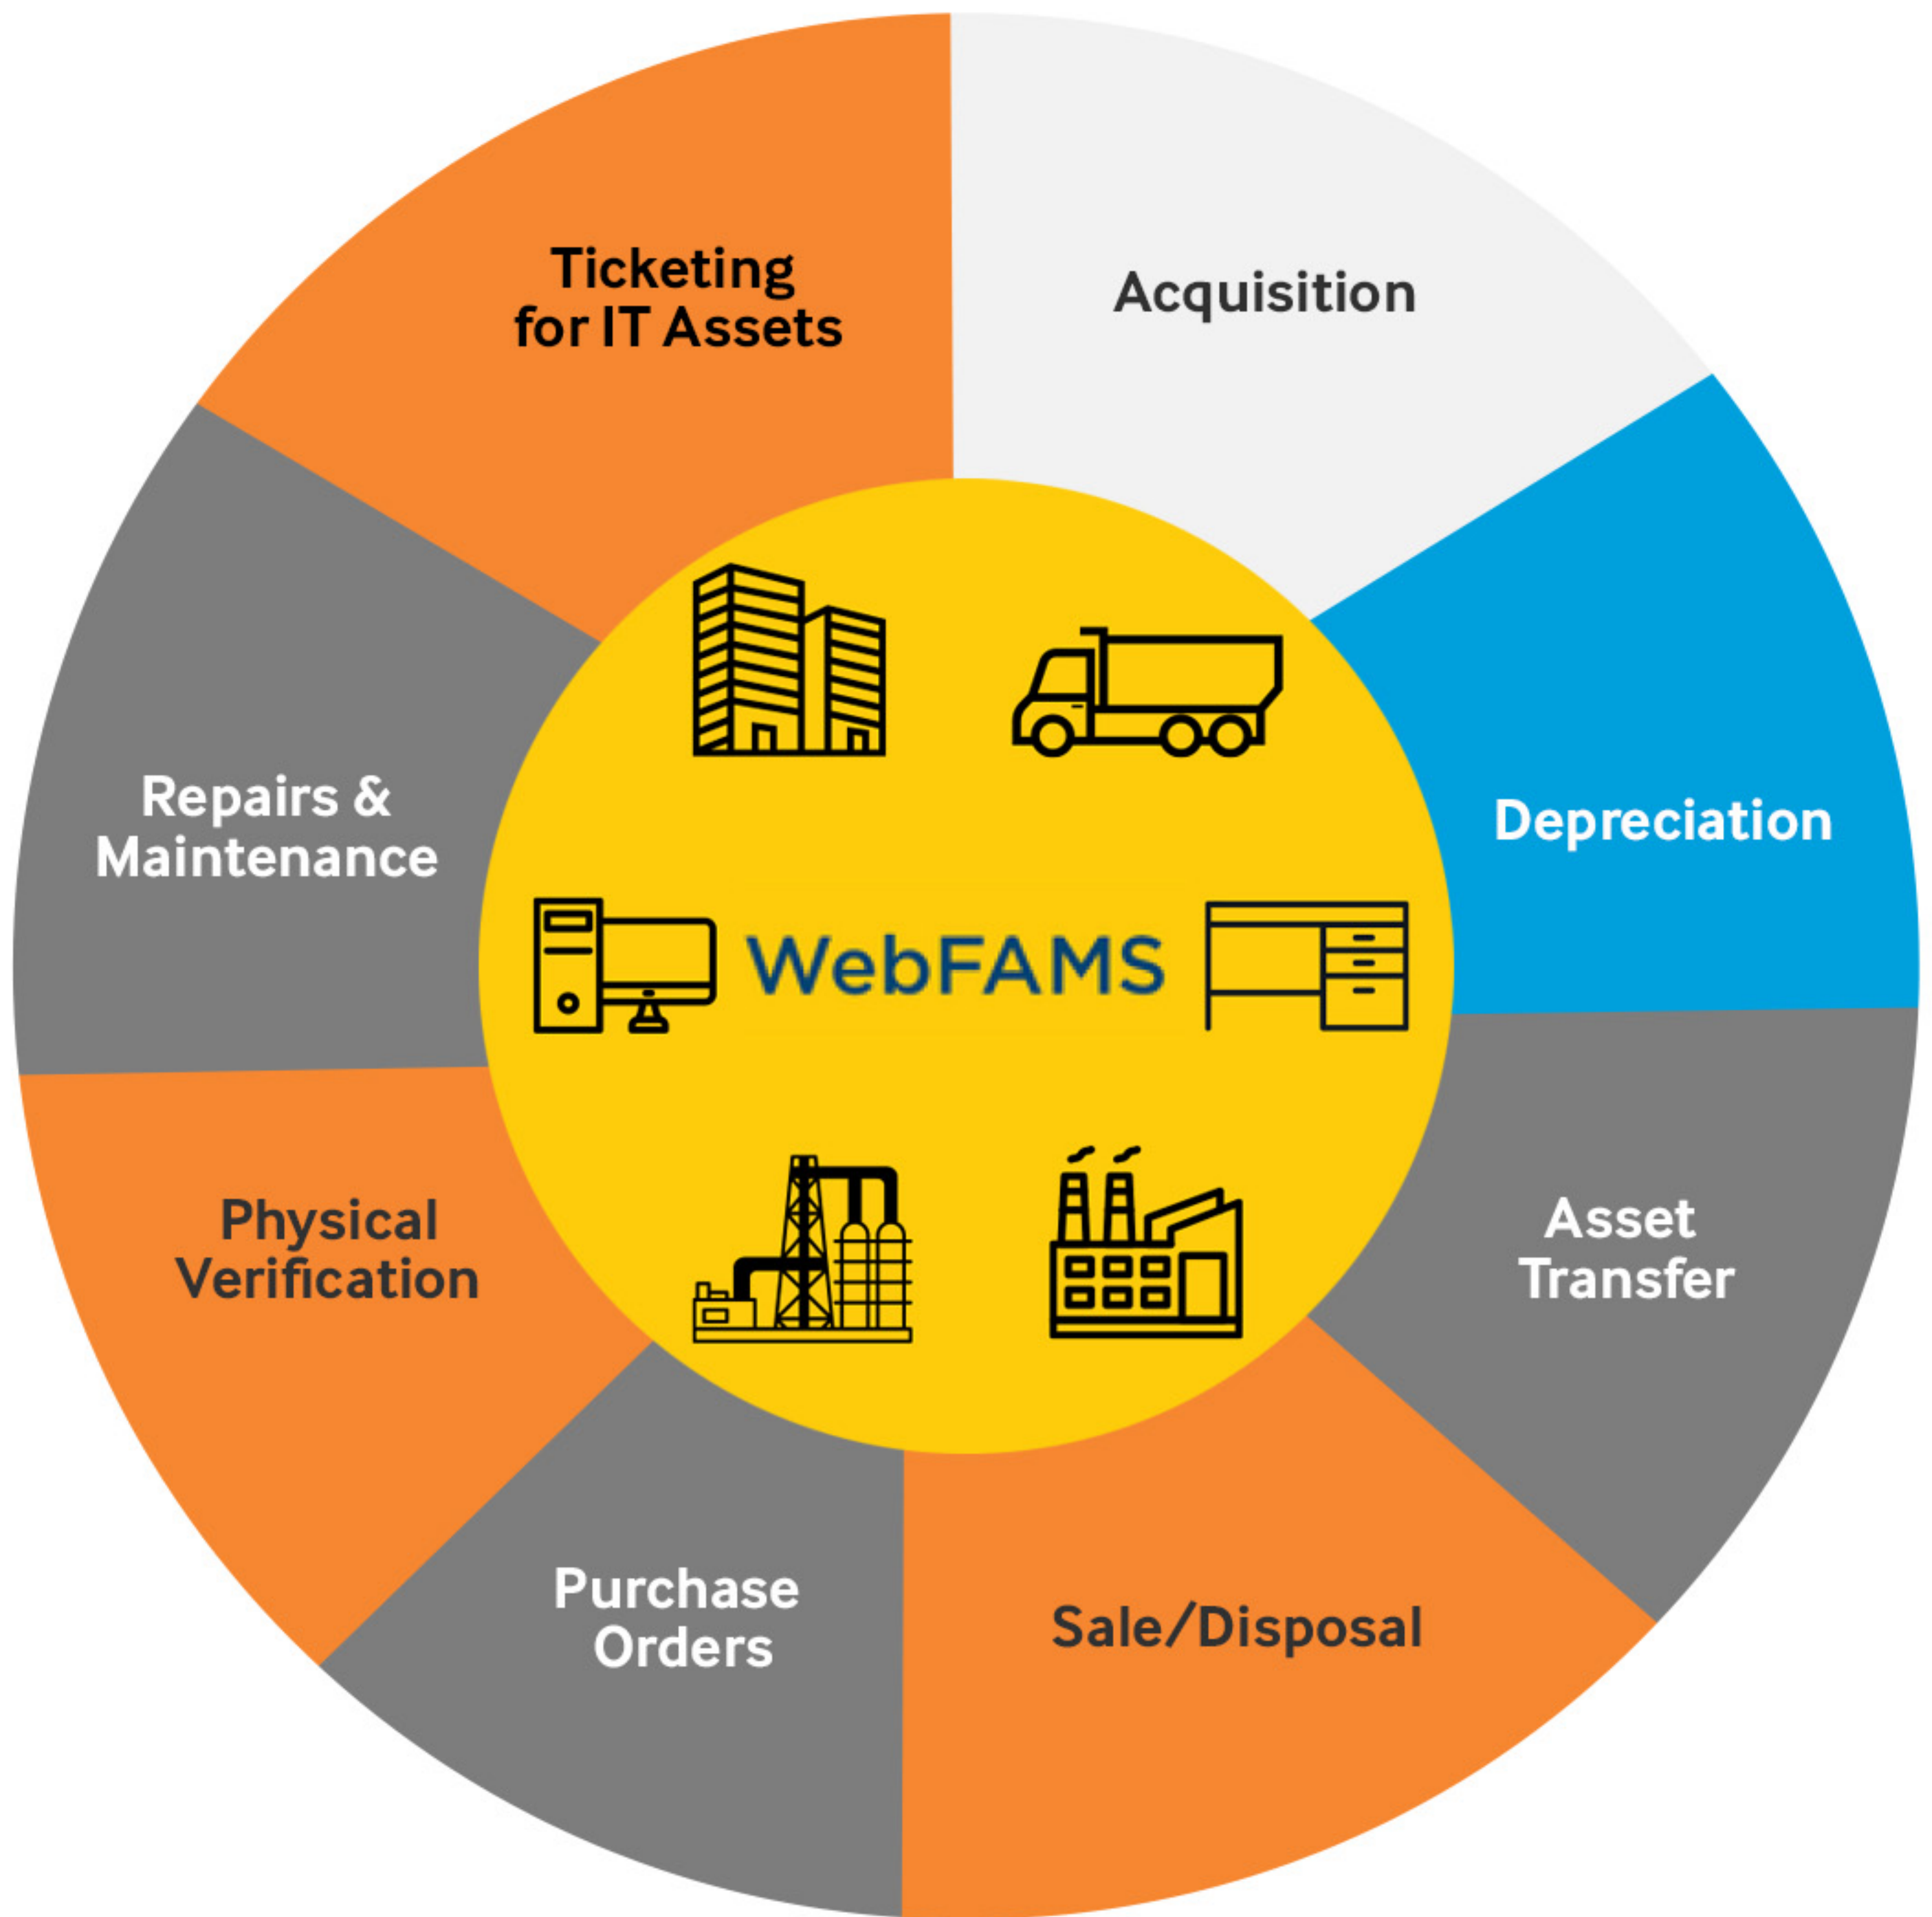 Ticketing
for IT Assets
Acquisition
Depreciation
Asset
Transfer
Sale/Disposal
Purchase
Orders
Physical
Verification
Repairs &
Maintenance
WebFAMS